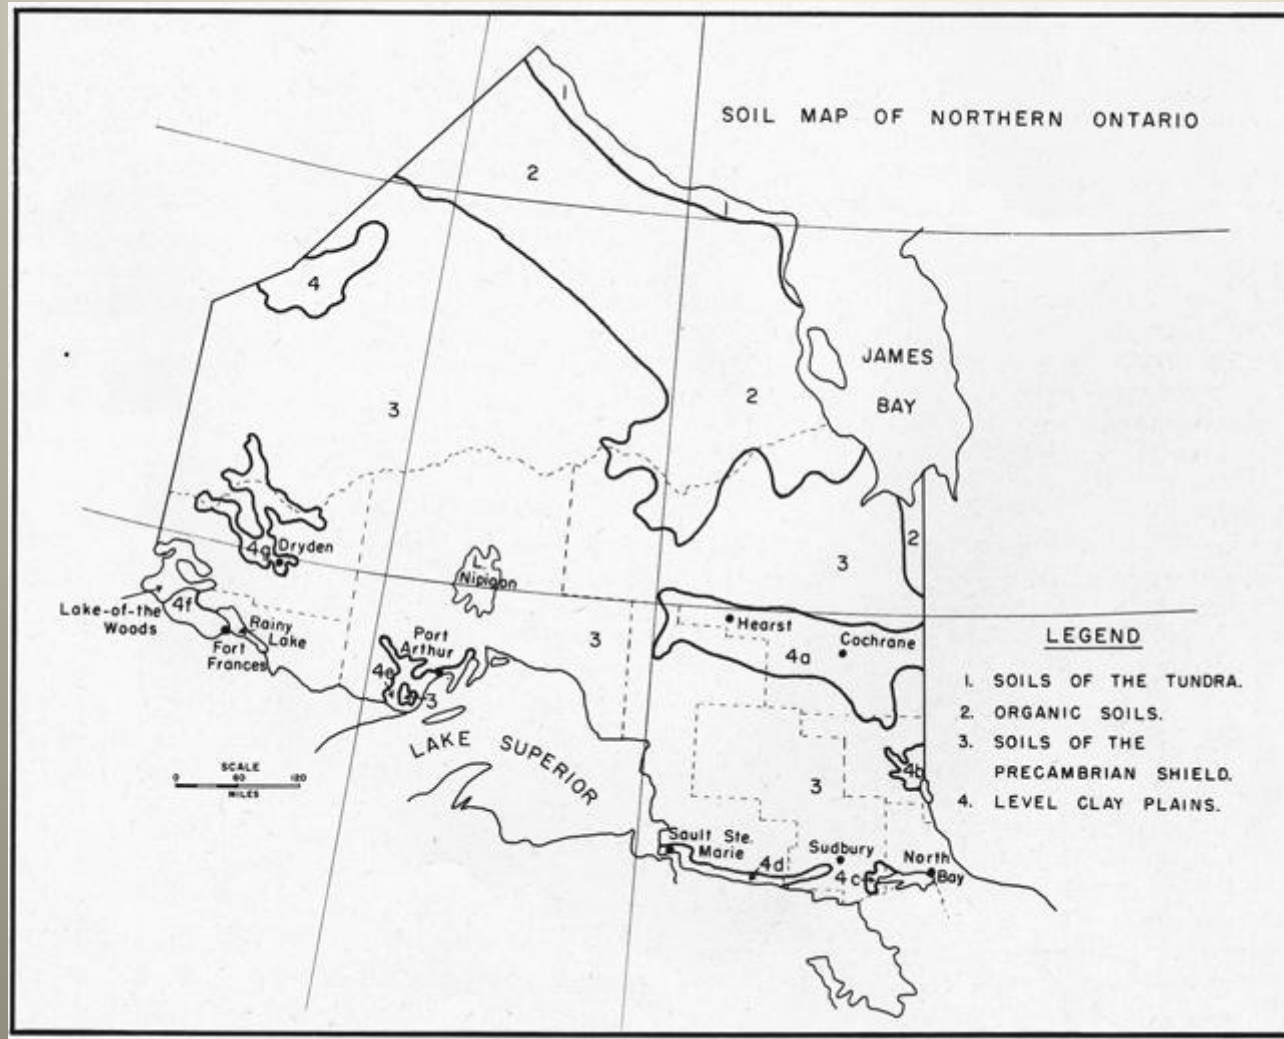 SOIL MAP OF NORTHERN ONTARIO
1
2
1
4
JAMES
BAY
3
2
2
3
4g Dryden
L.
Nipigon
Lake-of-the
Woods
4f
Rainy
Lake
Fort
Frances
Port
Arthur
4e
3
3
Hearst
Cochrane
4a
LAKE SUPERIOR
SCALE
0 60 120
MILES
3
4b
Sault Ste.
Marie
4d
Sudbury
4c
North
Bay
LEGEND
1. SOILS OF THE TUNDRA.
2. ORGANIC SOILS.
3. SOILS OF THE
PRECAMBRIAN SHIELD.
4. LEVEL CLAY PLAINS.